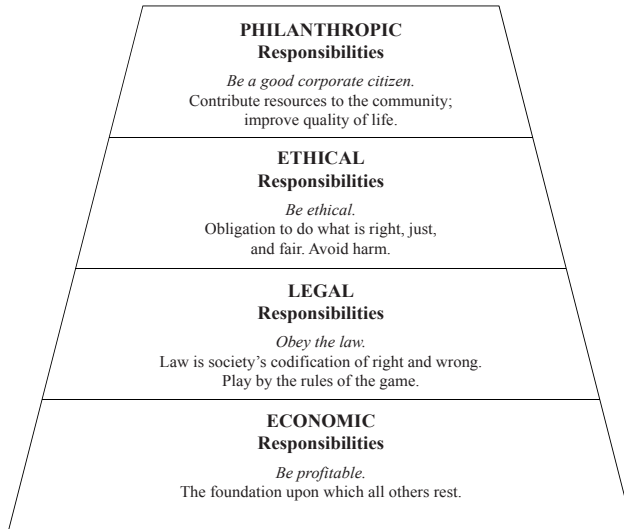 PHILANTHROPIC
Responsibilities
Be a good corporate citizen.
Contribute resources to the community;
improve quality of life.
ETHICAL
Responsibilities
Be ethical.
Obligation to do what is right, just,
and fair. Avoid harm.
LEGAL
Responsibilities
Obey the law.
Law is society’s codification of right and wrong.
Play by the rules of the game.
ECONOMIC
Responsibilities
Be profitable.
The foundation upon which all others rest.